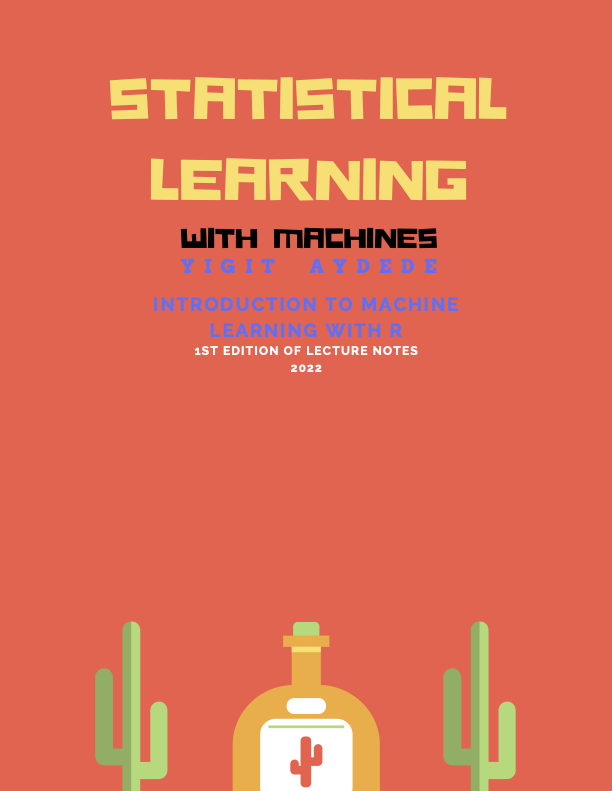 STATISTICAL
LEARNING
WITH MACHINES
YIGIT AYDEDE
INTRODUCTION TO MACHINE
LEARNING WITH R
1ST EDITION OF LECTURE NOTES
2022